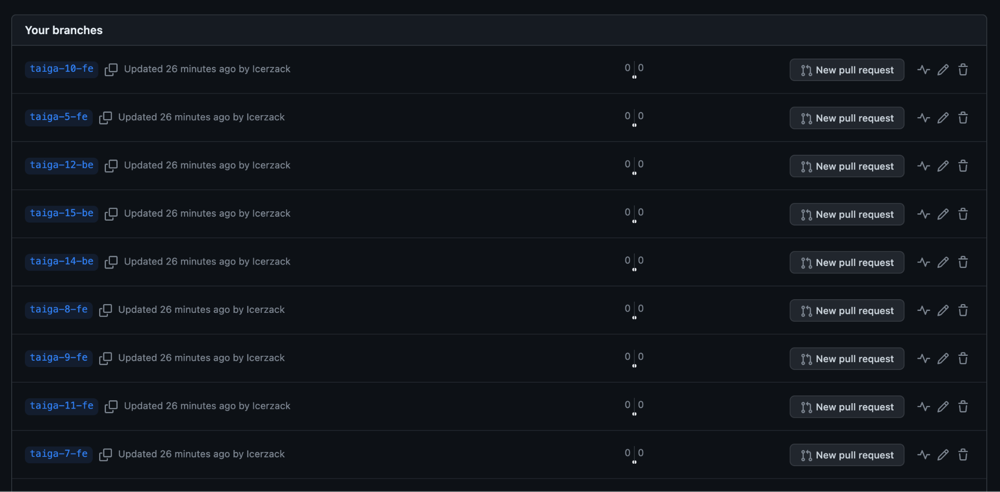 Your branches
taiga-10-fe Updated 26 minutes ago by Icerzack 0 0 New pull request
taiga-5-fe Updated 26 minutes ago by Icerzack 0 0 New pull request
taiga-12-be Updated 26 minutes ago by Icerzack 0 0 New pull request
taiga-15-be Updated 26 minutes ago by Icerzack 0 0 New pull request
taiga-14-be Updated 26 minutes ago by Icerzack 0 0 New pull request
taiga-8-fe Updated 26 minutes ago by Icerzack 0 0 New pull request
taiga-9-fe Updated 26 minutes ago by Icerzack 0 0 New pull request
taiga-11-fe Updated 26 minutes ago by Icerzack 0 0 New pull request
taiga-7-fe Updated 26 minutes ago by Icerzack 0 0 New pull request